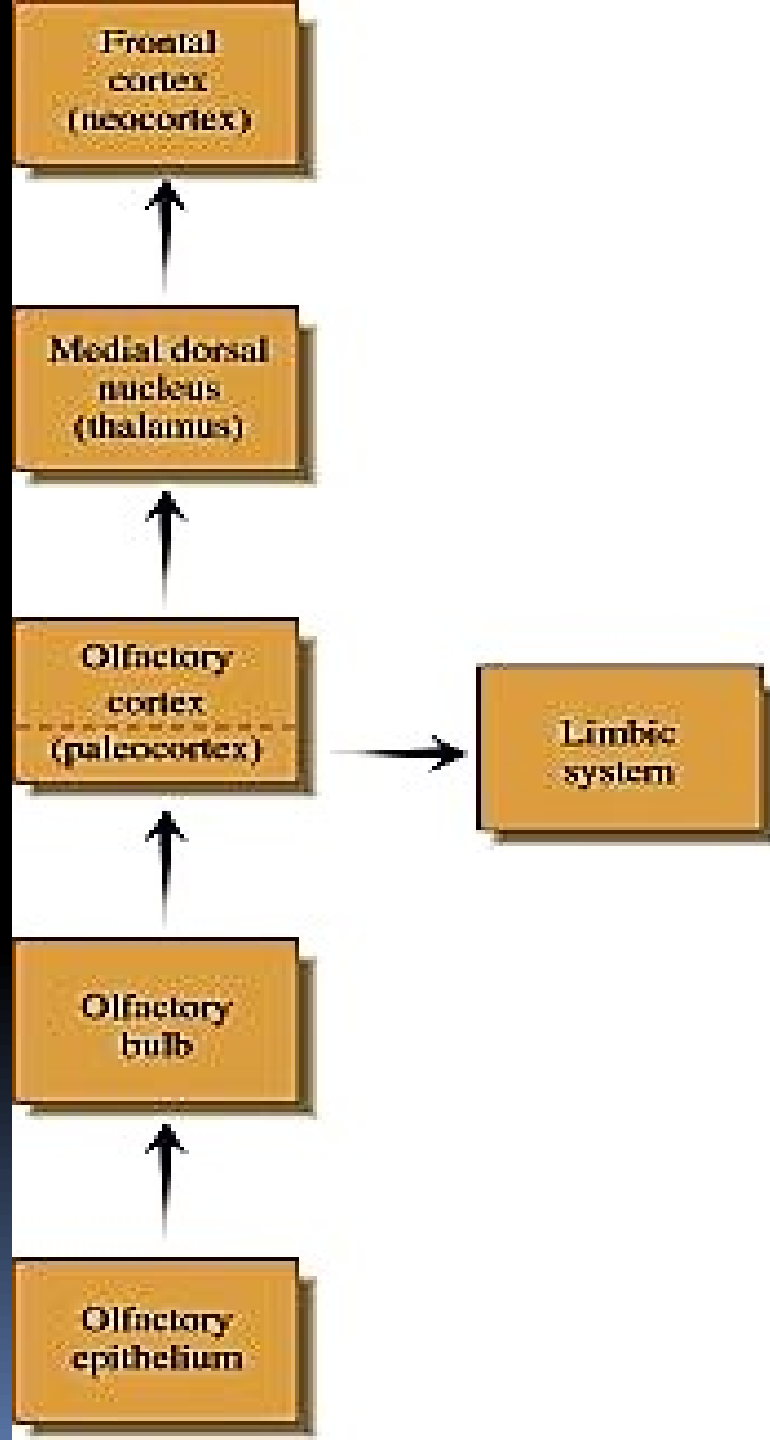 Frontal
cortex
(neocortex)
Medial dorsal
nucleus
(thalamus)
Olfactory
cortex
(paleocortex)
Limbic
system
Olfactory
bulb
Olfactory
epithelium